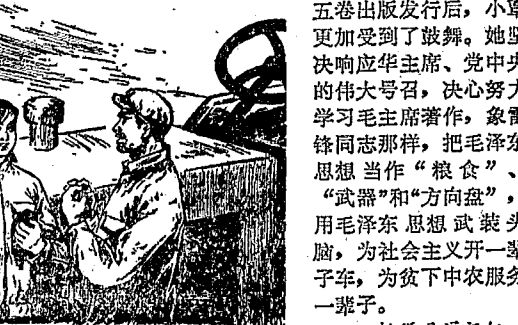 五卷出版发行后，小
更加受到了鼓舞。她坚
决响应华主席、党中央
的伟大号召，决心努力
学习毛主席著作，象雷
锋同志那样，把毛泽东
思想当作“粮食”、
“武器”和“方向盘”，
用毛泽东思想武装头
脑，为社会主义开一辈
子车，为贫下中农服务
一辈子。